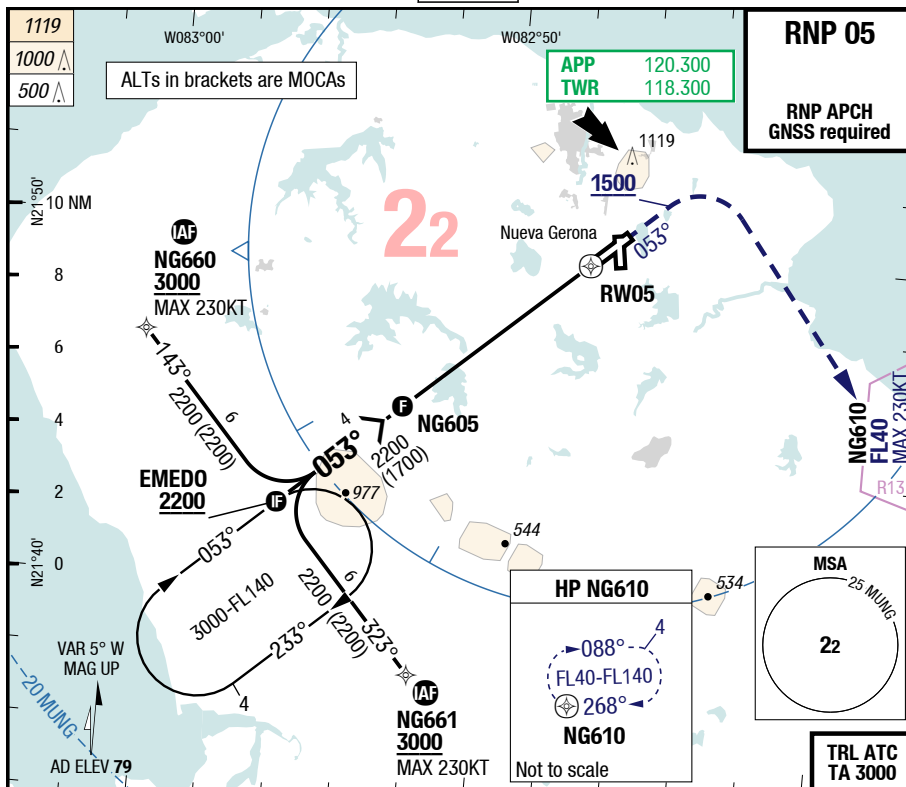 1119
1000
500
W083°00'
W082°50'
ALTs in brackets are MOCAs
APP 120.300
TWR 118.300
RNP 05
RNP APCH
GNSS required
1119
1500
N21°50'
10 NM
22
Nueva Gerona
053°
RW05
IAF
NG660
3000
MAX 230KT
8
6
143°
2200 (2200)
6
4
F
NG605
4
053°
2200
(1700)
NG610
FL40
MAX 230KT
R13
EMEDO
2200
IF
2
977
053°
544
N21°40'
0
3000-FL140
6
2200 (2200)
323°
233°
4
534
HP NG610
088°
4
FL40-FL140
268°
NG610
Not to scale
MSA
25 MUNG
22
VAR 5° W
MAG UP
20 MUNG
AD ELEV 79
IAF
NG661
3000
MAX 230KT
TRL ATC
TA 3000